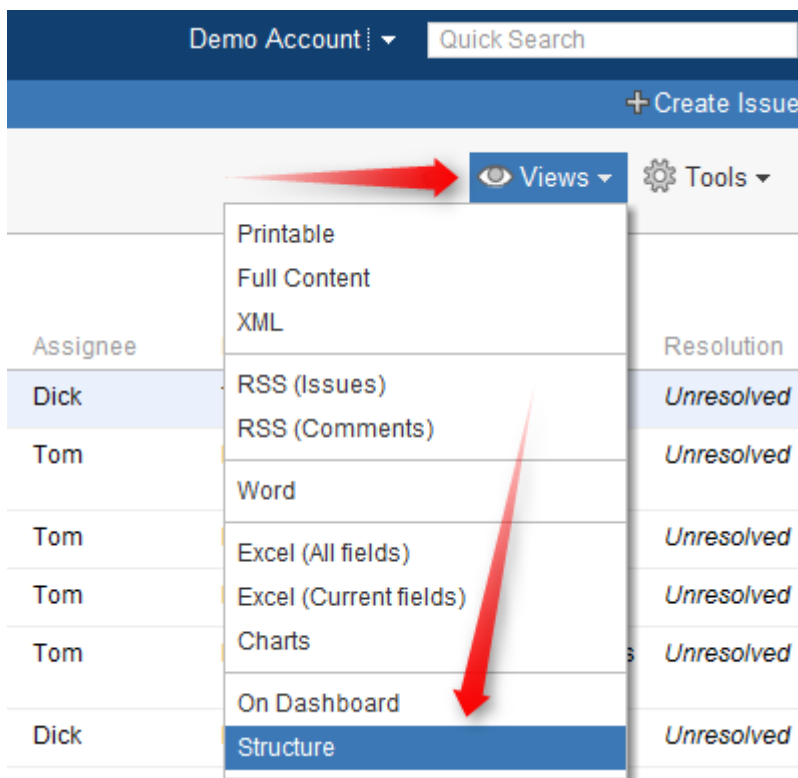 Demo Account Quick Search
Create Issue
Views Tools
Printable
Full Content
XML
Assignee Resolution
RSS (Issues)
Dick Unresolved
RSS (Comments)
Tom Unresolved
Word
Tom Unresolved
Excel (All fields)
Tom Unresolved
Excel (Current fields)
Charts
Tom s Unresolved
On Dashboard
Dick Unresolved
Structure